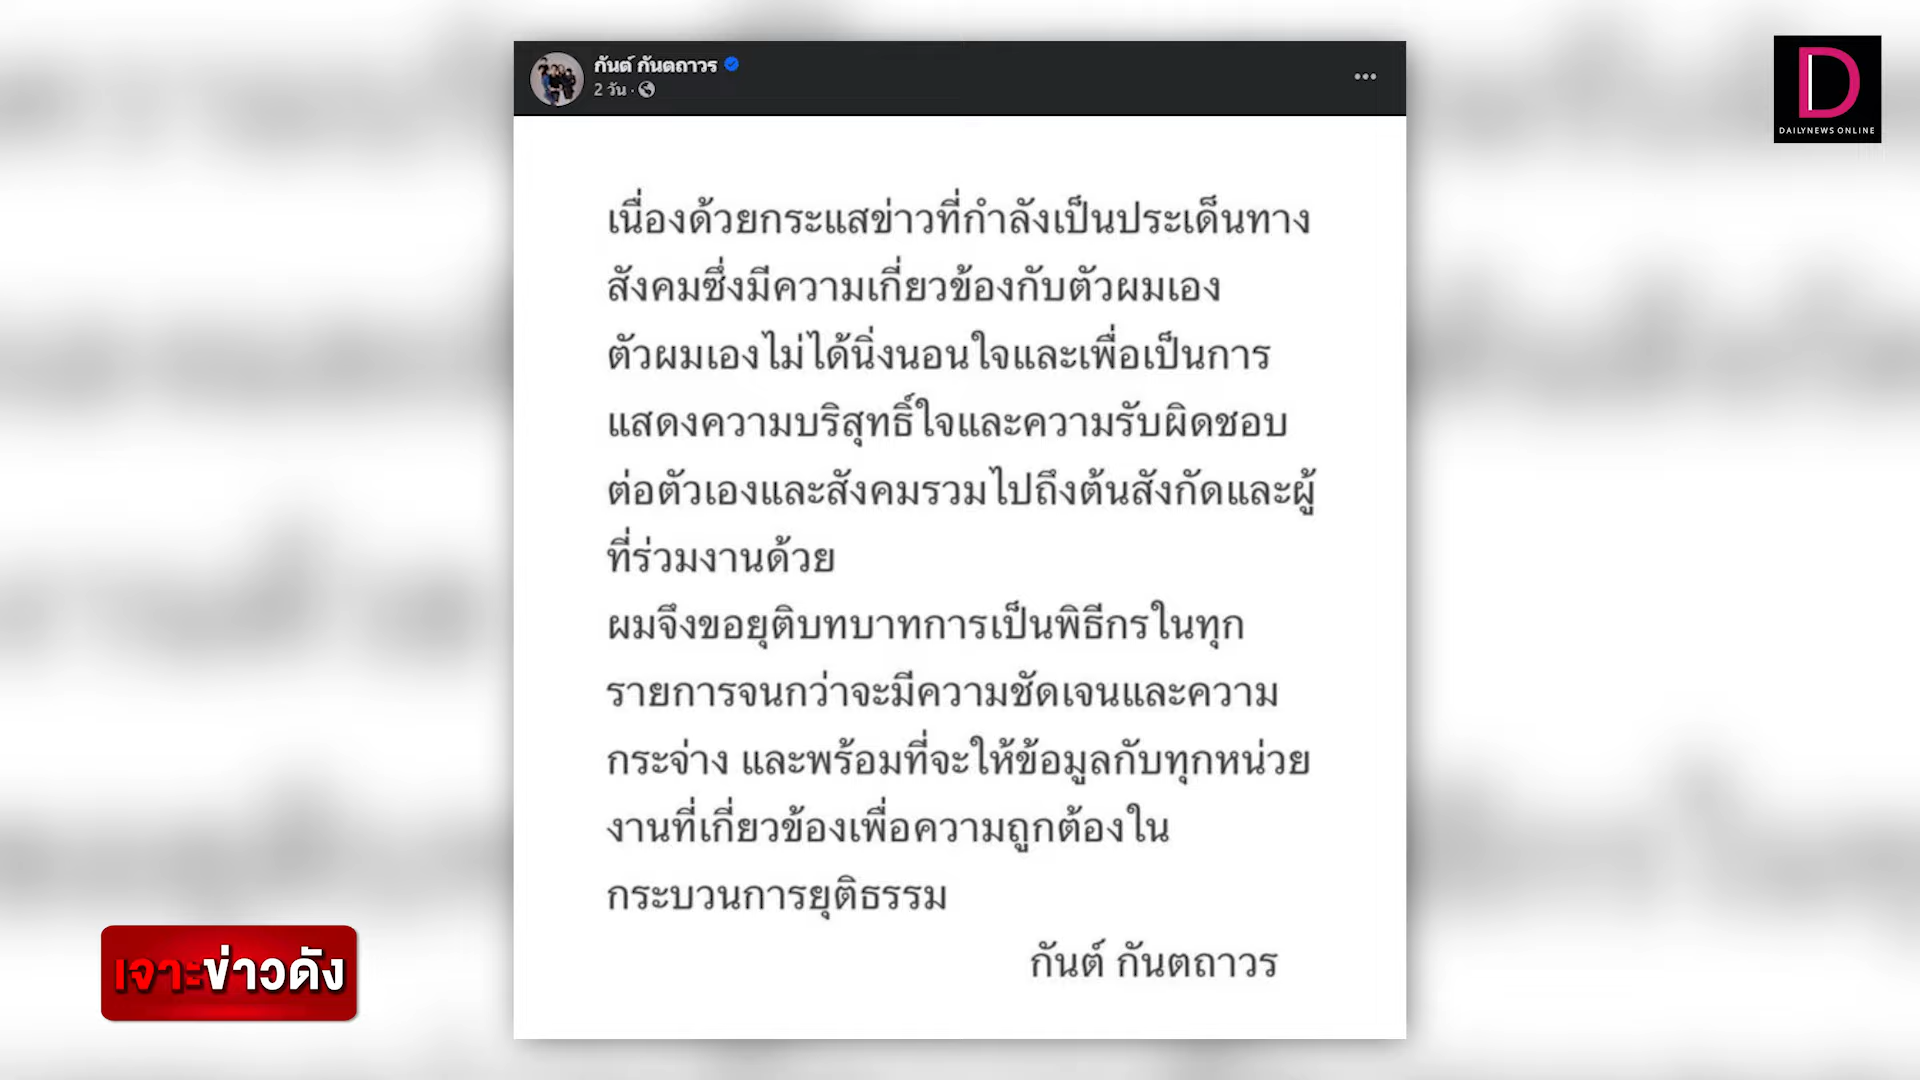 กันต์ กันตถาวร
2 วัน ·
D
DAILYNEWS ONLINE
เนื่องด้วยกระแสข่าวที่กำลังเป็นประเด็นทาง
สังคมซึ่งมีความเกี่ยวข้องกับตัวผมเอง
ตัวผมเองไม่ได้นิ่งนอนใจและเพื่อเป็นการ
แสดงความบริสุทธิ์ใจและความรับผิดชอบ
ต่อตัวเองและสังคมรวมไปถึงต้นสังกัดและผู้
ที่ร่วมงานด้วย
ผมจึงขอยุติบทบาทการเป็นพิธีกรในทุก
รายการจนกว่าจะมีความชัดเจนและความ
กระจ่าง และพร้อมที่จะให้ข้อมูลกับทุกหน่วย
งานที่เกี่ยวข้องเพื่อความถูกต้องใน
กระบวนการยุติธรรม
กันต์ กันตถาวร
เจาะข่าวดัง